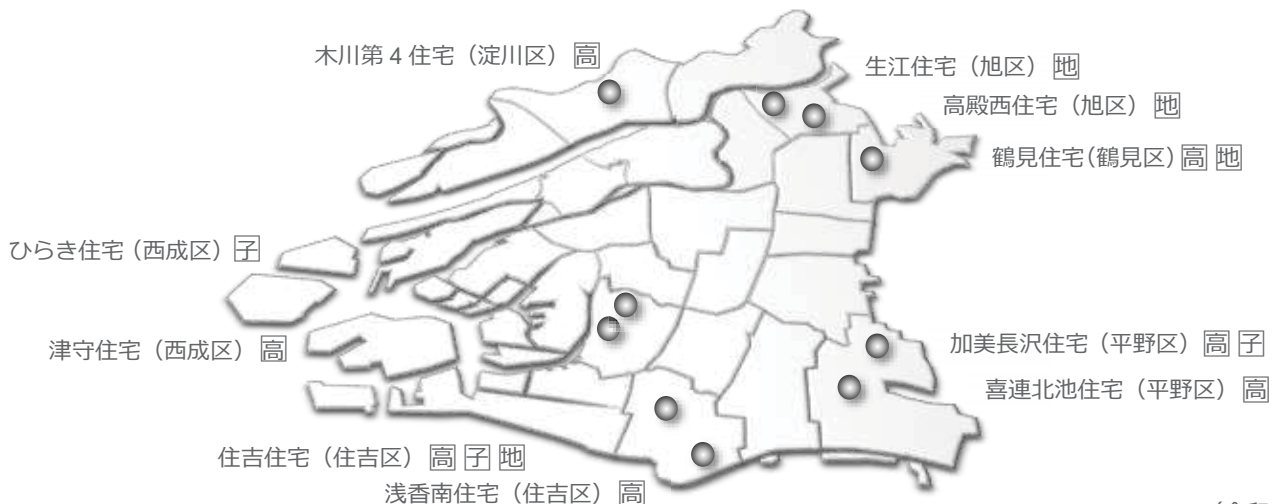 木川第4住宅（淀川区）高
生江住宅（旭区）地
高殿西住宅（旭区）地
鶴見住宅(鶴見区)高 地
ひらき住宅（西成区）子
津守住宅（西成区）高
加美長沢住宅（平野区）高 子
喜連北池住宅（平野区）高
住吉住宅（住吉区）高 子 地
浅香南住宅（住吉区）高